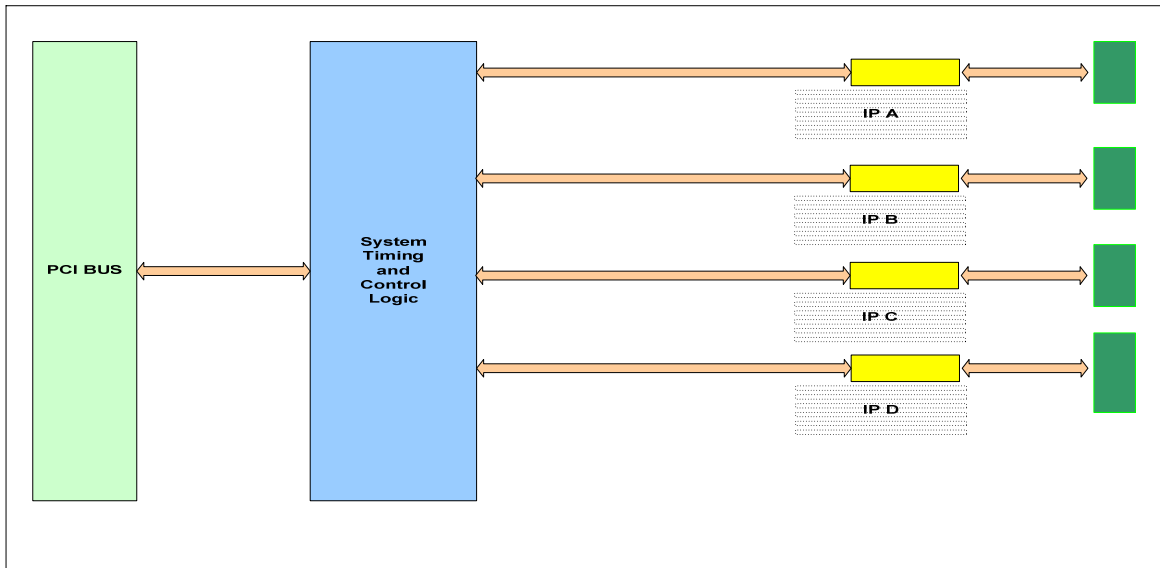 PCI BUS
System
Timing
and
Control
Logic
IP A
IP B
IP C
IP D